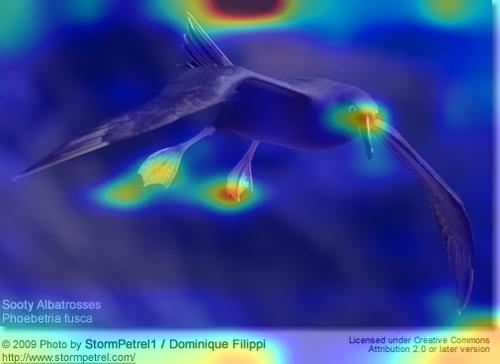 Sooty Albatrosses
Phoebetria fusca
© 2009 Photo by StormPetrel1 / Dominique Filippi
http://www.stormpetrel.com/
Licensed under Creative Commons
Attribution 2.0 or later version